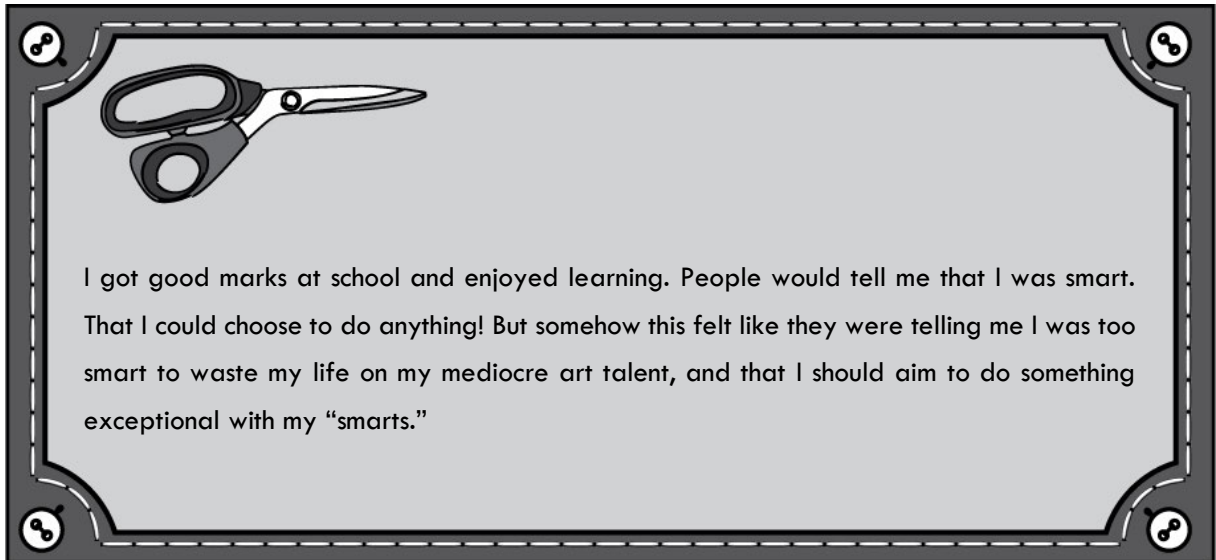 I got good marks at school and enjoyed learning. People would tell me that I was smart.
That I could choose to do anything! But somehow this felt like they were telling me I was too
smart to waste my life on my mediocre art talent, and that I should aim to do something
exceptional with my “smarts.”